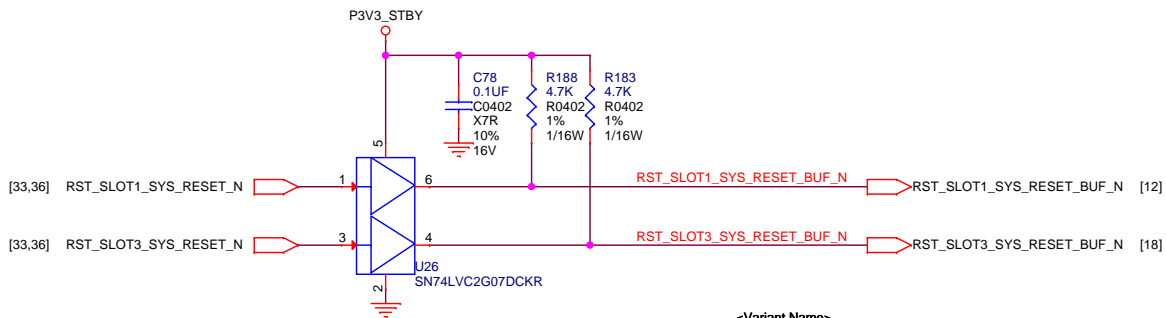 P3V3_STBY
C78 R188 R183
0.1UF 4.7K 4.7K
C0402 R0402 R0402
X7R 1% 1%
10% 1/16W 1/16W
16V
5
[33,36] RST_SLOT1_SYS_RESET_N 1 6 RST_SLOT1_SYS_RESET_BUF_N RST_SLOT1_SYS_RESET_BUF_N [12]
[33,36] RST_SLOT3_SYS_RESET_N 3 4 RST_SLOT3_SYS_RESET_BUF_N RST_SLOT3_SYS_RESET_BUF_N [18]
U26
SN74LVC2G07DCKR
2
<Variant Name>